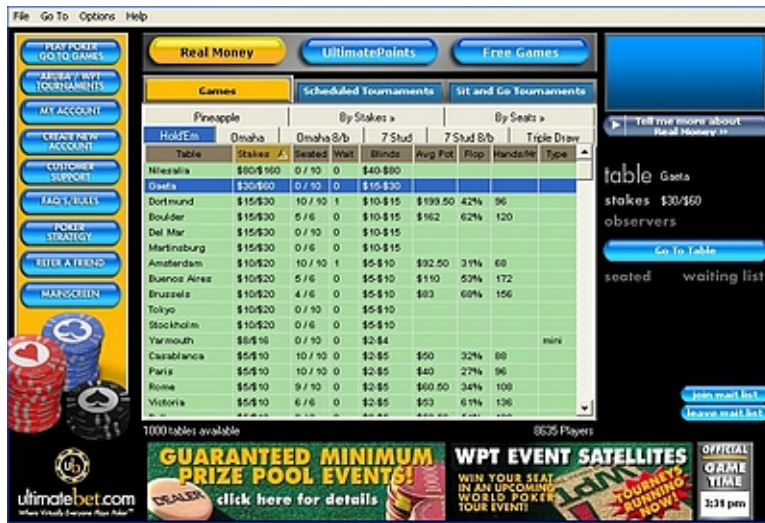 File Go To Options Help
PLAY POKER
GO TO GAMES
ARUBA / WPT
TOURNAMENTS
MY ACCOUNT
CREATE NEW
ACCOUNT
CUSTOMER
SUPPORT
FAQ'S/RULES
POKER
STRATEGY
REFER A FRIEND
MAINSCREEN
Real Money UltimatePoints Free Games
Games Scheduled Tournaments Sit and Go Tournaments
Pineapple By Stakes » By Seats »
Hold'Em Omaha Omaha 8/b 7 Stud 7 Stud 8/b Triple Draw
Table Stakes Seated Wait Blinds Avg Pot Flop Hands/Hr Type
Nilesalia $80/$160 0 / 10 0 $40-$80
Gaeta $30/$60 0 / 10 0 $15-$30
Dortmund $15/$30 10 / 10 1 $10-$15 $199.50 42% 96
Boulder $15/$30 5 / 6 0 $10-$15 $162 62% 120
Del Mar $15/$30 0 / 10 0 $10-$15
Martinsburg $15/$30 0 / 6 0 $10-$15
Amsterdam $10/$20 10 / 10 1 $5-$10 $92.50 31% 68
Buenos Aires $10/$20 5 / 6 0 $5-$10 $110 53% 172
Brussels $10/$20 4 / 6 0 $5-$10 $83 60% 156
Tokyo $10/$20 0 / 10 0 $5-$10
Stockholm $10/$20 0 / 6 0 $5-$10
Yarmouth $8/$16 0 / 10 0 $2-$4 mini
Casablanca $5/$10 10 / 10 0 $2-$5 $50 32% 88
Paris $5/$10 10 / 10 0 $2-$5 $40 27% 96
Rome $5/$10 9 / 10 0 $2-$5 $60.50 34% 108
Victoria $5/$10 6 / 6 0 $2-$5 $53 61% 136
1000 tables available 8635 Players
Tell me more about
Real Money »
table Gaeta
stakes $30/$60
observers
Go To Table
seated waiting list
join wait list
leave wait list
ub
ultimatebet.com
Where Virtually Everyone Plays Poker™
GUARANTEED MINIMUM
PRIZE POOL EVENTS!
DEALER click here for details
WPT EVENT SATELLITES
WIN YOUR SEAT
IN AN UPCOMING
WORLD POKER
TOUR EVENT!
WPT
TOURNEYS
RUNNING
NOW!
OFFICIAL
GAME
TIME
3:31 pm